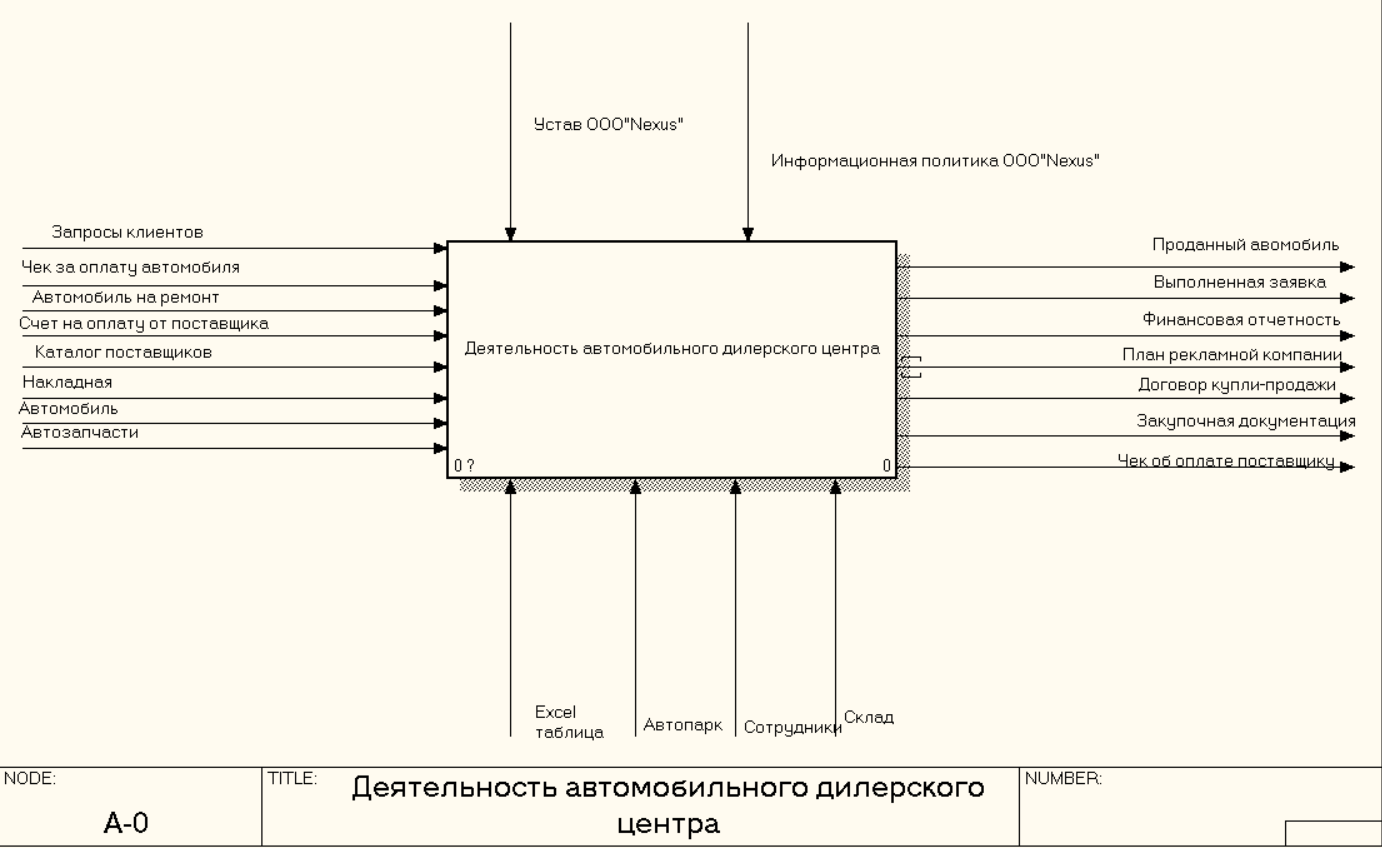 Устав ООО"Nexus"
Информационная политика ООО"Nexus"
Запросы клиентов
Чек за оплату автомобиля
Автомобиль на ремонт
Счет на оплату от поставщика
Каталог поставщиков
Накладная
Автомобиль
Автозапчасти
Деятельность автомобильного дилерского центра
0 ?
0
Проданный авомобиль
Выполненная заявка
Финансовая отчетность
План рекламной компании
Договор купли-продажи
Закупочная документация
Чек об оплате поставщику
Excel
таблица
Автопарк
Сотрудники
Склад
NODE:
A-0
TITLE:
Деятельность автомобильного дилерского
центра
NUMBER: